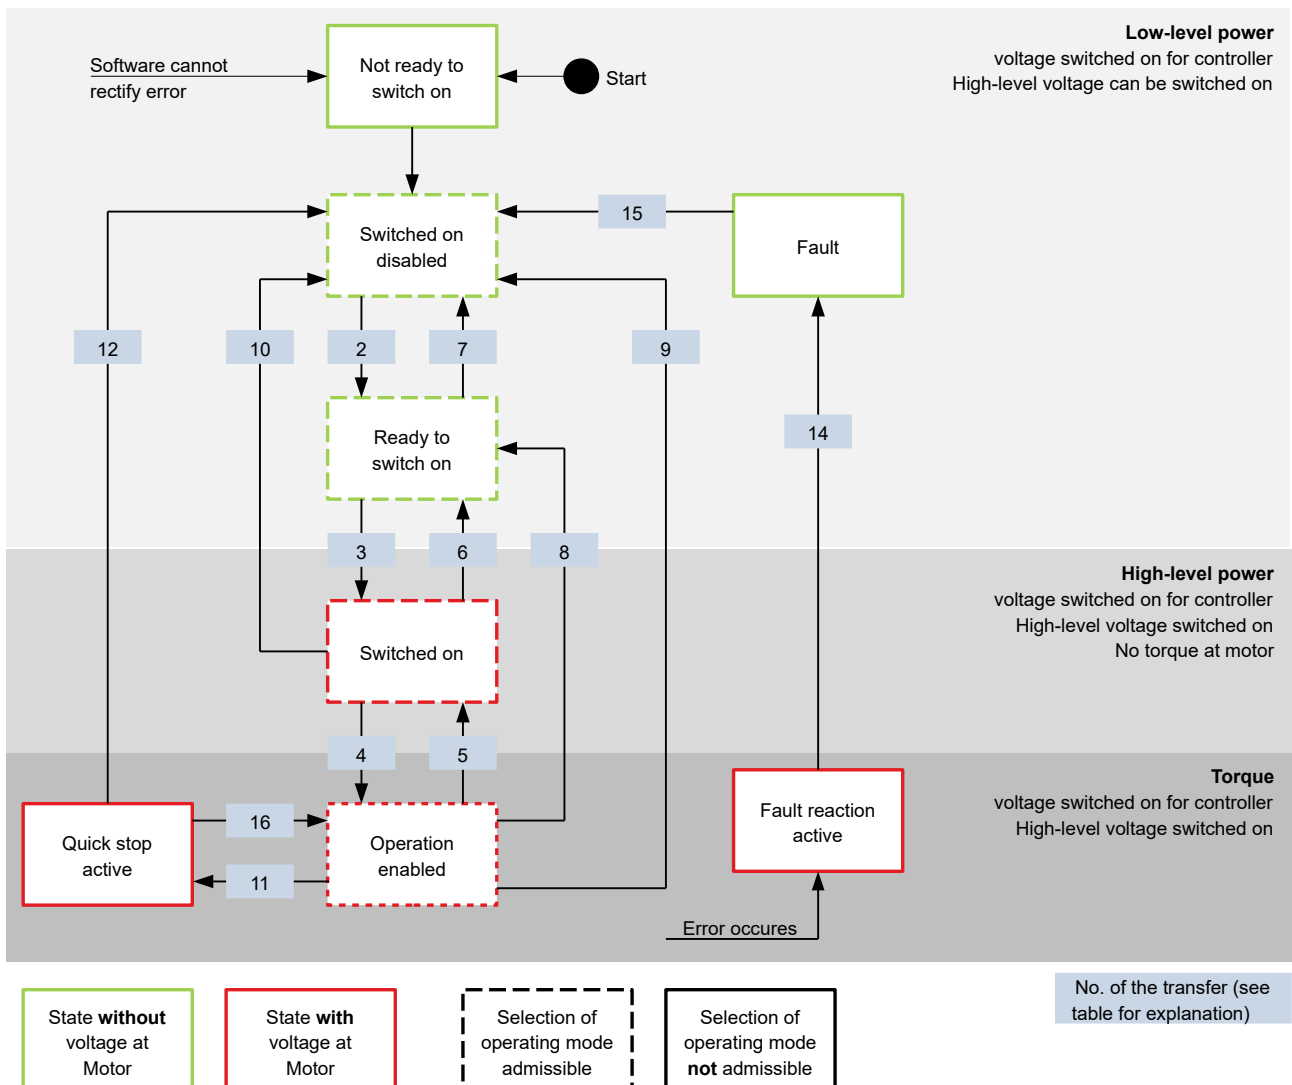 Low-level power
voltage switched on for controller
High-level voltage can be switched on
Software cannot
rectify error
Not ready to
switch on
Start
Switched on
disabled
15
Fault
12
10
2
7
9
14
Ready to
switch on
3
6
8
High-level power
voltage switched on for controller
High-level voltage switched on
No torque at motor
Switched on
4
5
Torque
voltage switched on for controller
High-level voltage switched on
Quick stop
active
16
11
Operation
enabled
Fault reaction
active
Error occures
State without
voltage at
Motor
State with
voltage at
Motor
Selection of
operating mode
admissible
Selection of
operating mode
not admissible
No. of the transfer (see
table for explanation)